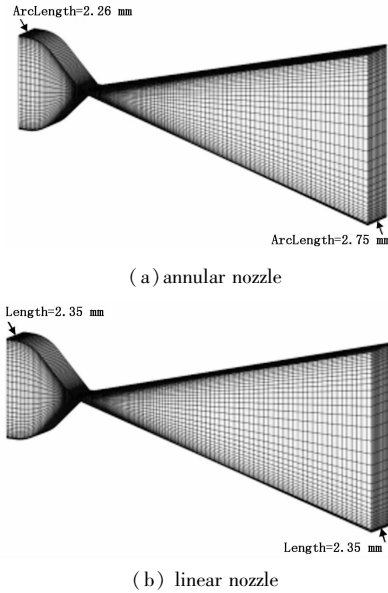 ArcLength=2.26 mm
ArcLength=2.75 mm
(a)annular nozzle
Length=2.35 mm
Length=2.35 mm
(b) linear nozzle